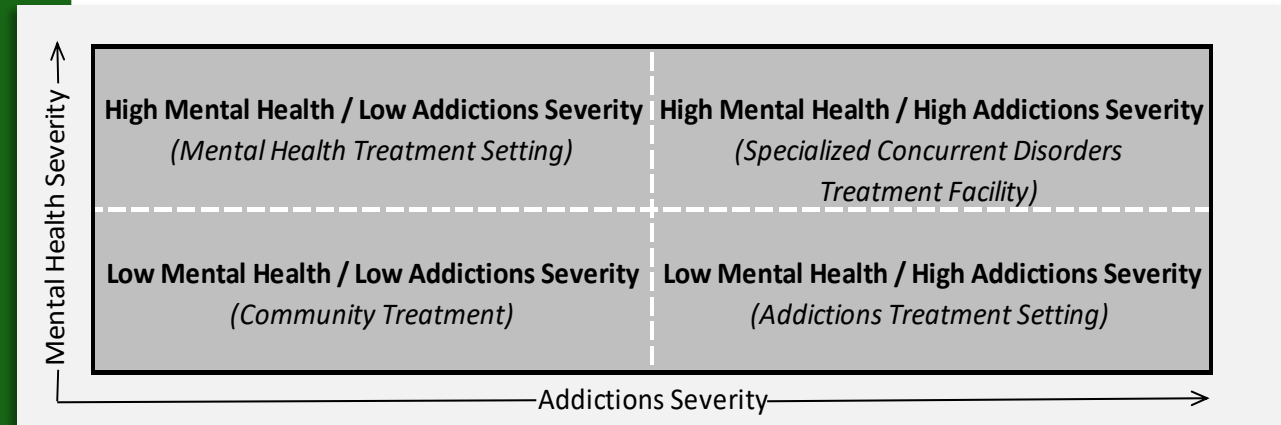 Mental Health Severity
High Mental Health / Low Addictions Severity
(Mental Health Treatment Setting)
High Mental Health / High Addictions Severity
(Specialized Concurrent Disorders
Treatment Facility)
Low Mental Health / Low Addictions Severity
(Community Treatment)
Low Mental Health / High Addictions Severity
(Addictions Treatment Setting)
Addictions Severity